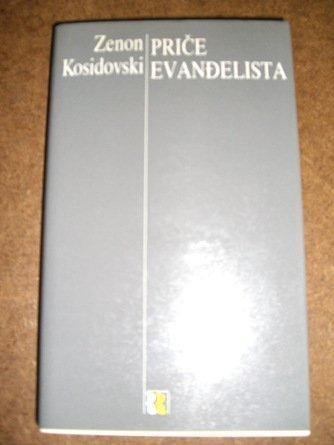 Zenon
Kosidovski
PRIČE
EVANĐELISTA